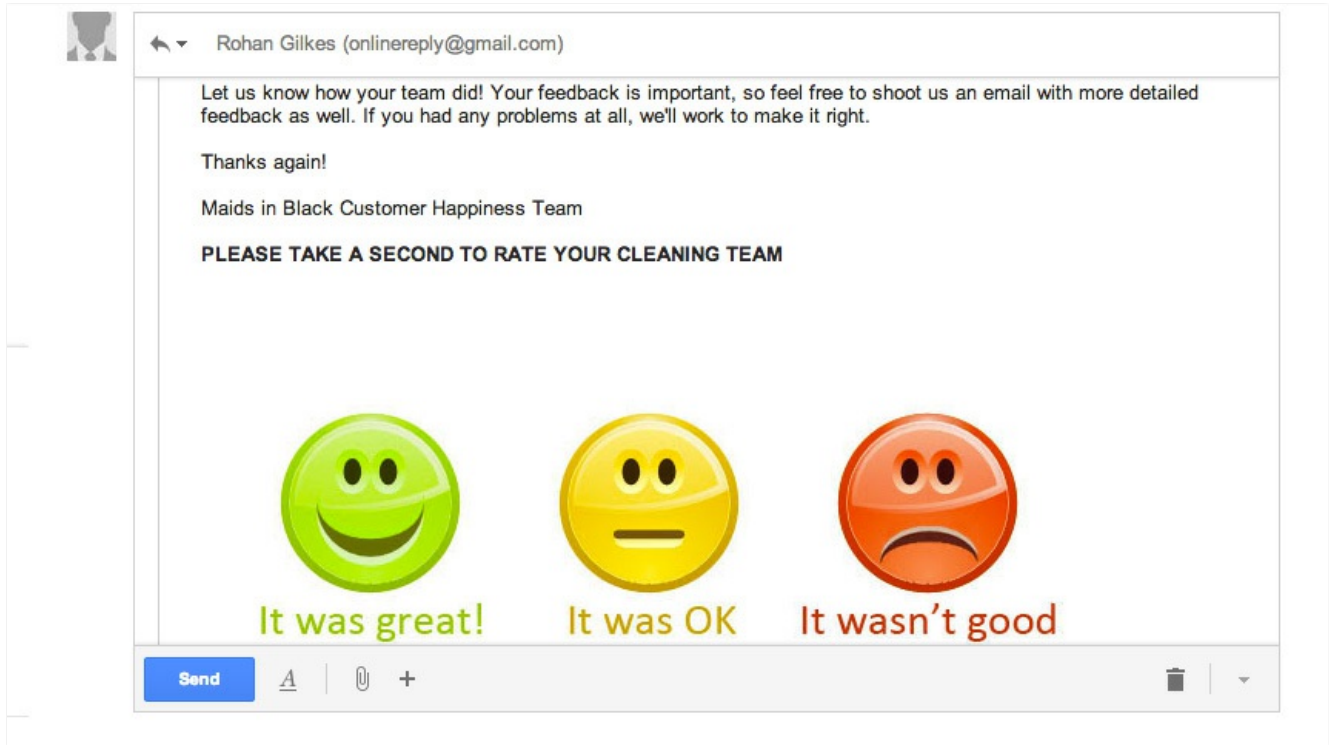 Rohan Gilkes (onlinereply@gmail.com)
Let us know how your team did! Your feedback is important, so feel free to shoot us an email with more detailed
feedback as well. If you had any problems at all, we'll work to make it right.
Thanks again!
Maids in Black Customer Happiness Team
PLEASE TAKE A SECOND TO RATE YOUR CLEANING TEAM
It was great! It was OK It wasn't good
Send A